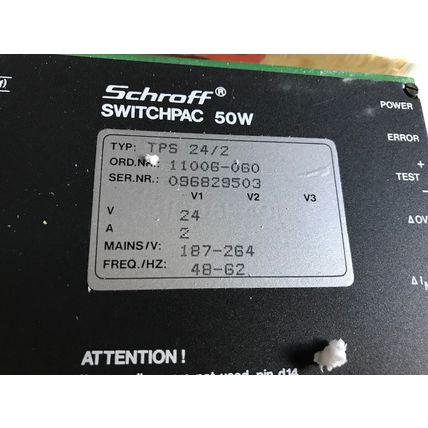 Schroff®
SWITCHPAC 50W
POWER
ERROR
+
TEST
-
TYP: TPS 24/2
ORD.NR.: 11006-060
SER.NR.: 096829503
V1 V2 V3
V 24
A 2
MAINS/V: 187-264
FREQ./HZ: 48-62
ATTENTION!